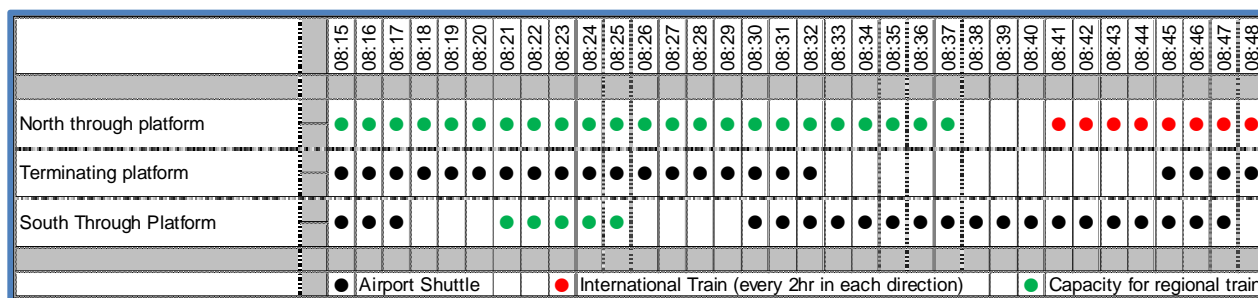 08:15 08:16 08:17 08:18 08:19 08:20 08:21 08:22 08:23 08:24 08:25 08:26 08:27 08:28 08:29 08:30 08:31 08:32 08:33 08:34 08:35 08:36 08:37 08:38 08:39 08:40 08:41 08:42 08:43 08:44 08:45 08:46 08:47 08:48
North through platform
Terminating platform
South Through Platform
Airport Shuttle International Train (every 2hr in each direction) Capacity for regional train